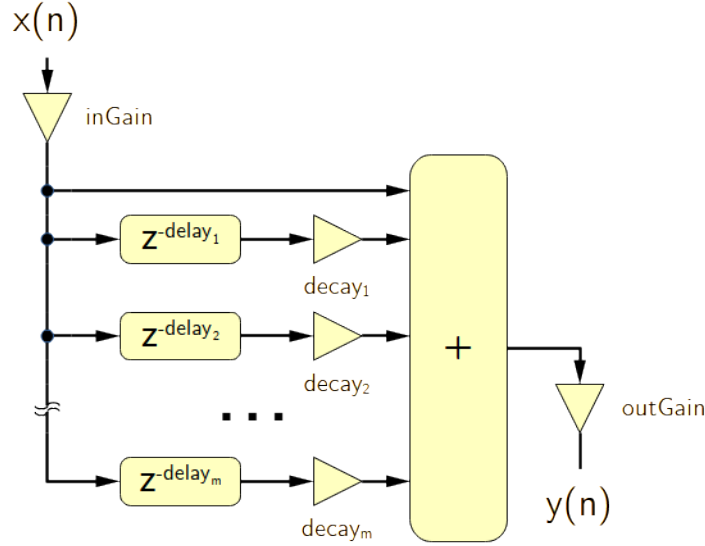 x(n)
inGain
z-delay1
decay1
z-delay2
decay2
+
outGain
...
z-delaym
decaym
y(n)